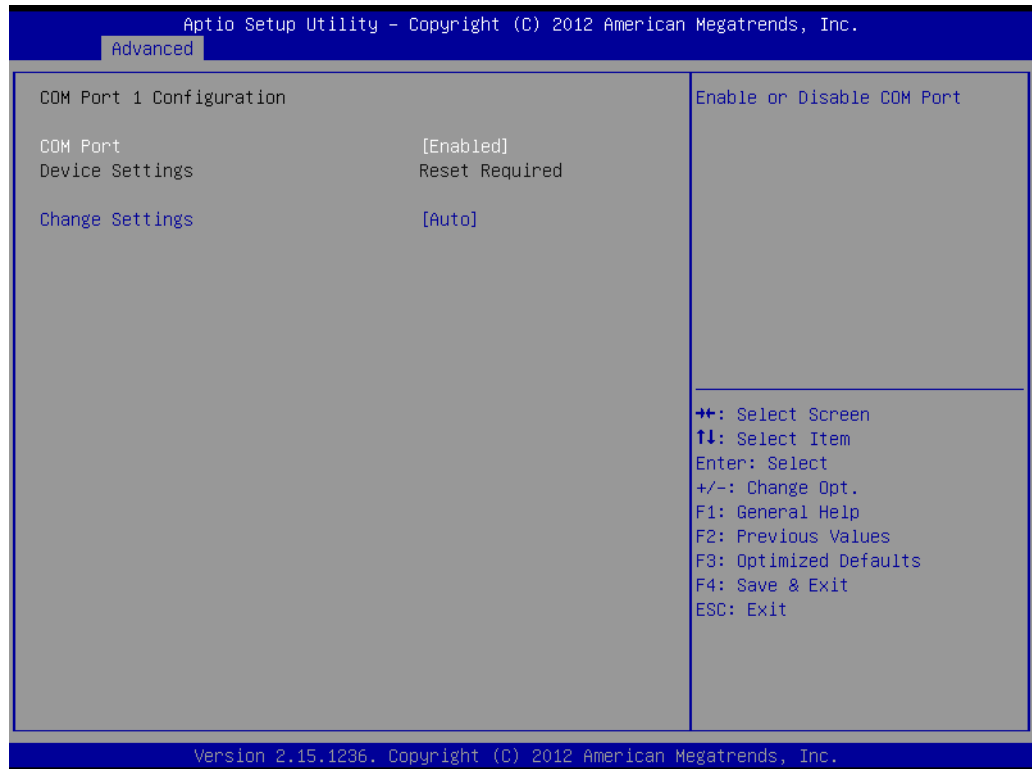 Aptio Setup Utility – Copyright (C) 2012 American Megatrends, Inc.
Advanced
COM Port 1 Configuration
COM Port [Enabled]
Device Settings Reset Required
Change Settings [Auto]
Enable or Disable COM Port
→←: Select Screen
↑↓: Select Item
Enter: Select
+/-: Change Opt.
F1: General Help
F2: Previous Values
F3: Optimized Defaults
F4: Save & Exit
ESC: Exit
Version 2.15.1236. Copyright (C) 2012 American Megatrends, Inc.